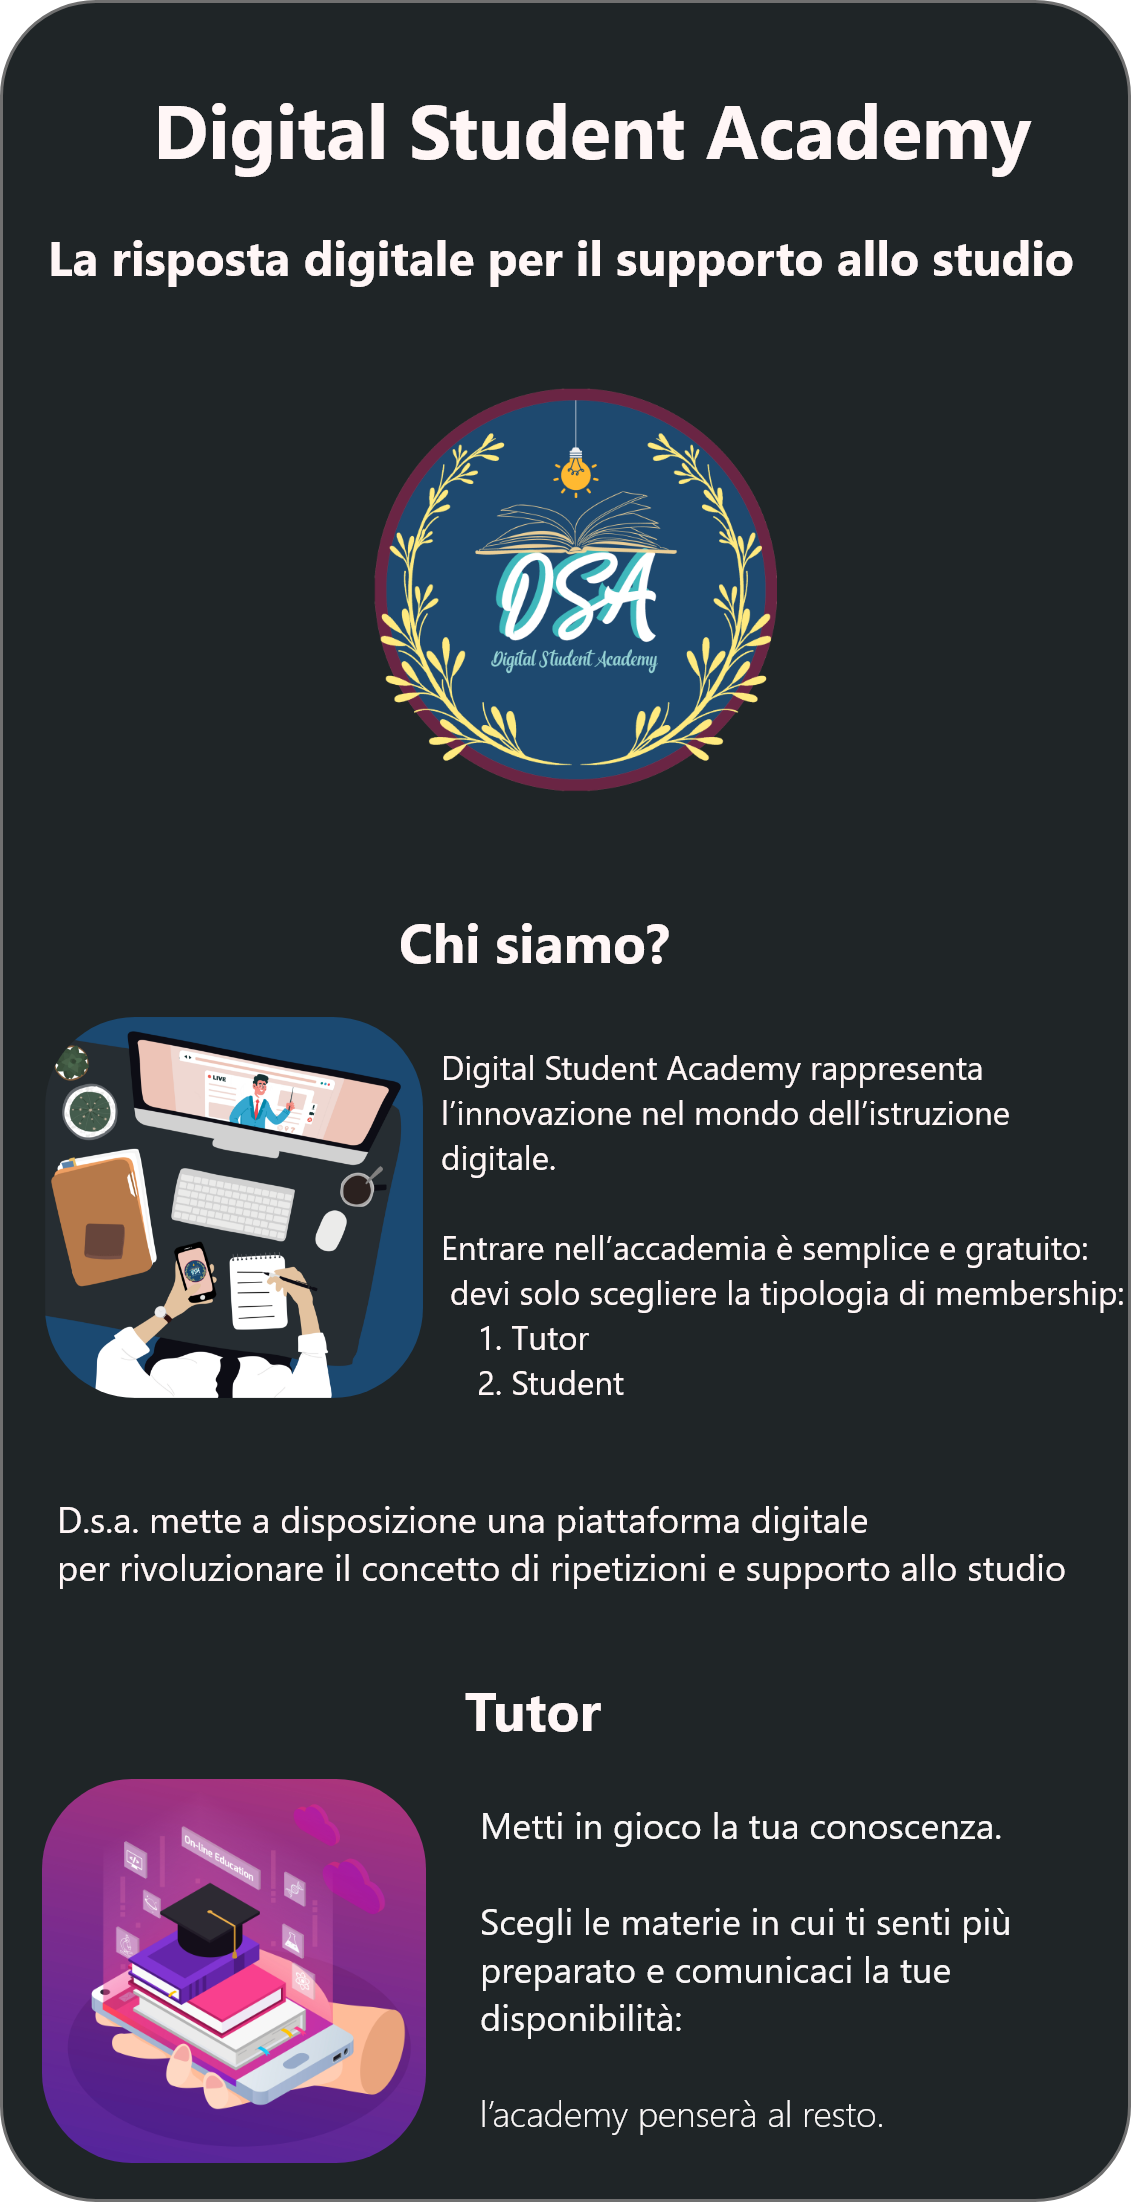 Digital Student Academy
La risposta digitale per il supporto allo studio
DSA
Digital Student Academy
Chi siamo?
LIVE
Digital Student Academy rappresenta
l'innovazione nel mondo dell'istruzione
digitale.
Entrare nell'accademia è semplice e gratuito:
devi solo scegliere la tipologia di membership:
1. Tutor
2. Student
DSA
D.s.a. mette a disposizione una piattaforma digitale
per rivoluzionare il concetto di ripetizioni e supporto allo studio
Tutor
On-line Education
Metti in gioco la tua conoscenza.
Scegli le materie in cui ti senti più
preparato e comunicaci la tue
disponibilità:
l'academy penserà al resto.